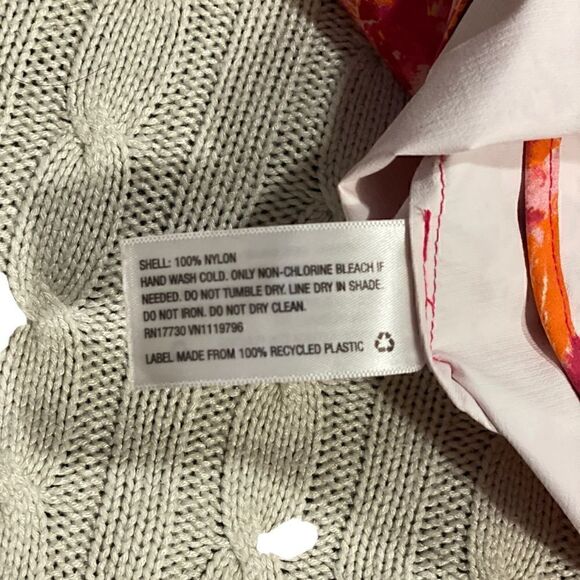 SHELL: 100% NYLON
HAND WASH COLD. ONLY NON-CHLORINE BLEACH IF
NEEDED. DO NOT TUMBLE DRY. LINE DRY IN SHADE.
DO NOT IRON. DO NOT DRY CLEAN.
RN17730 VN1119796
LABEL MADE FROM 100% RECYCLED PLASTIC